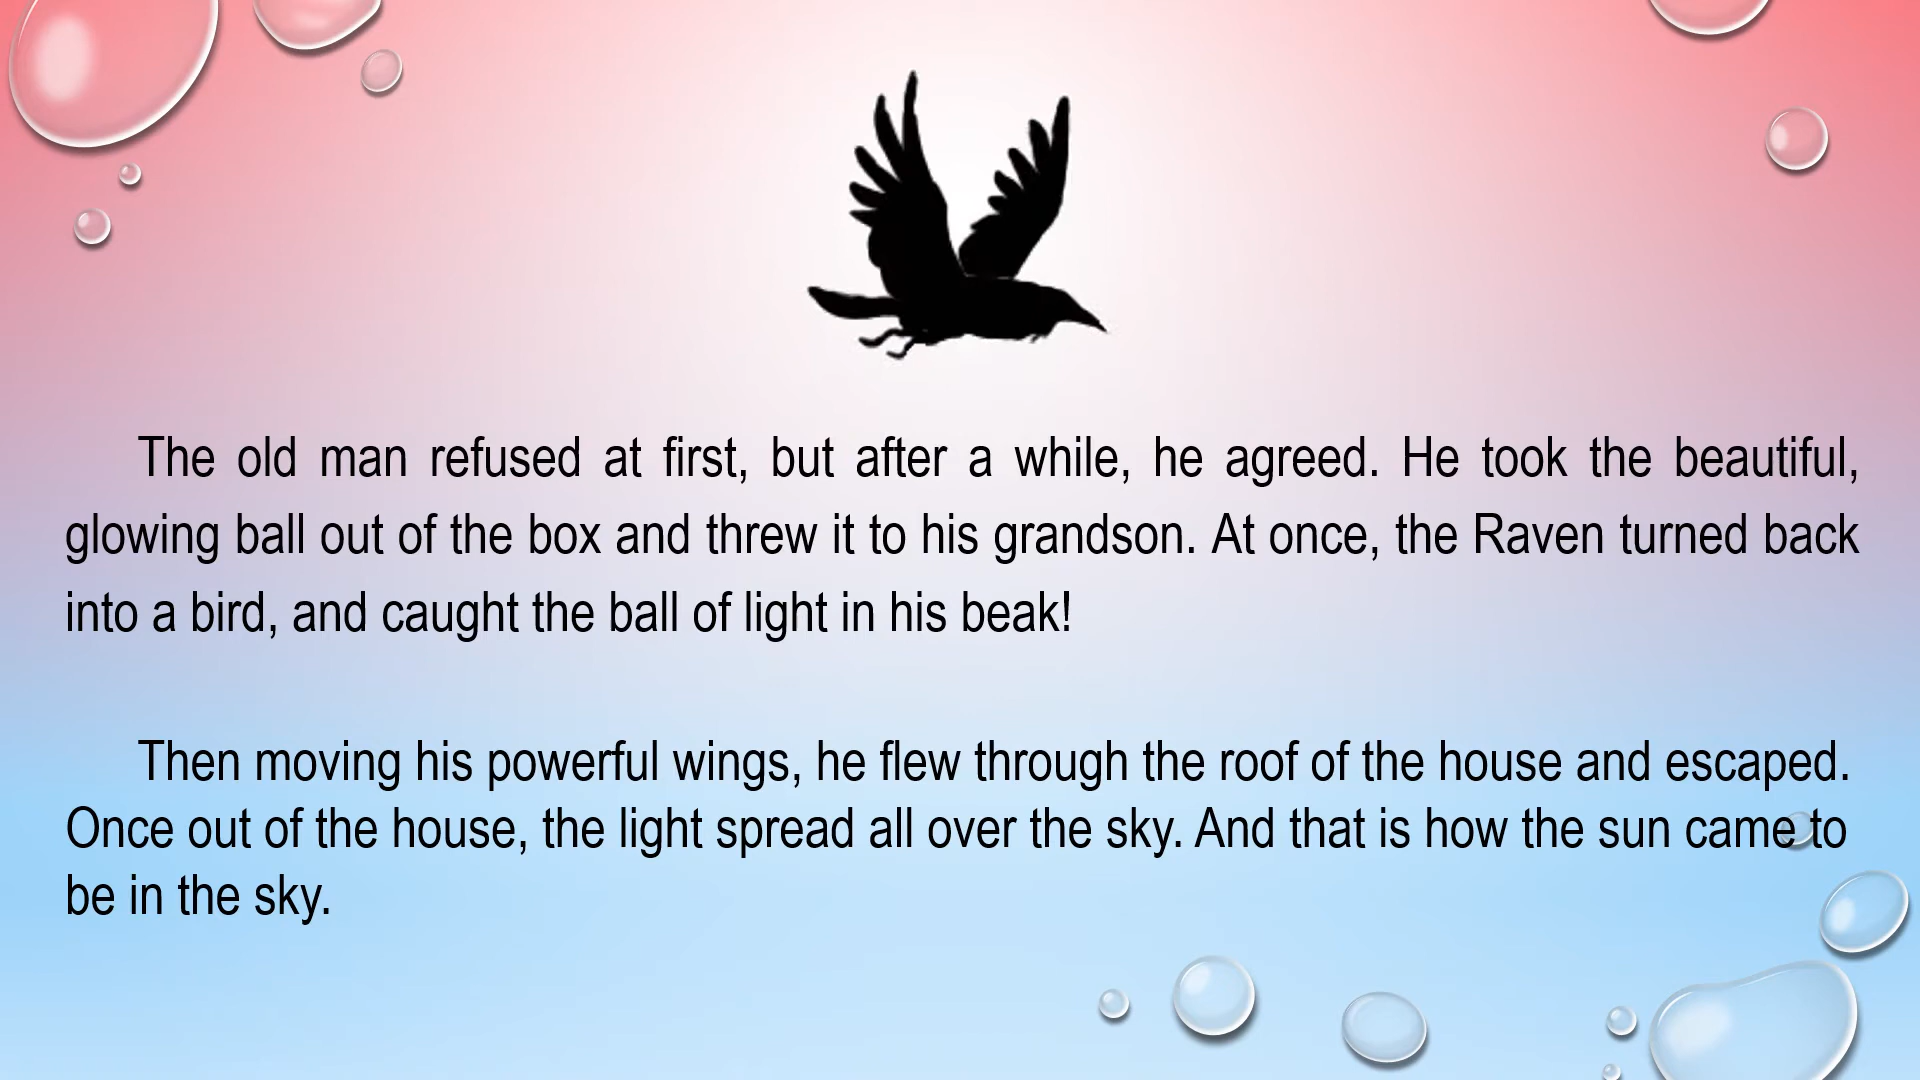 The old man refused at first, but after a while, he agreed. He took the beautiful,
glowing ball out of the box and threw it to his grandson. At once, the Raven turned back
into a bird, and caught the ball of light in his beak!
Then moving his powerful wings, he flew through the roof of the house and escaped.
Once out of the house, the light spread all over the sky. And that is how the sun came to
be in the sky.